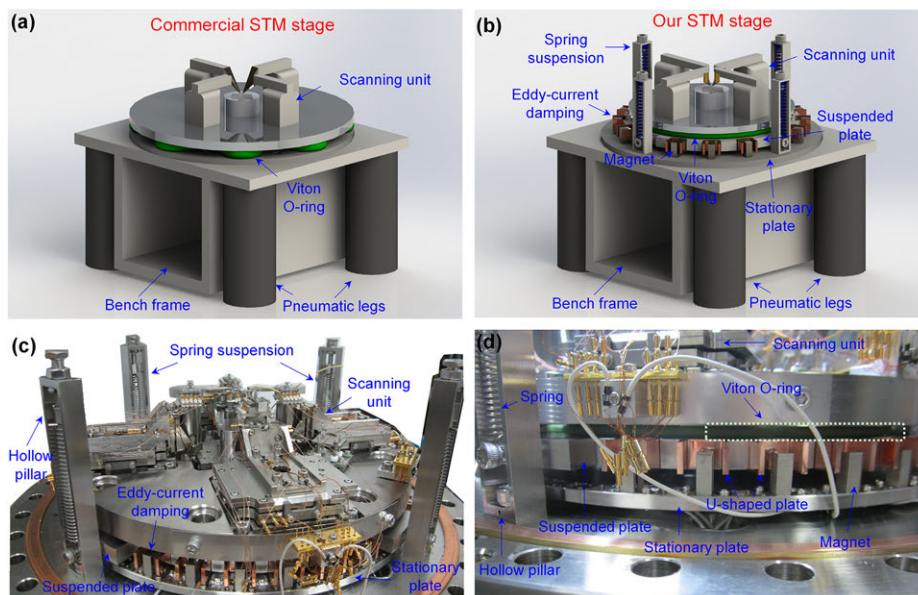 (a)
Commercial STM stage
Scanning unit
Viton
O-ring
Bench frame
Pneumatic legs
(b)
Our STM stage
Spring
suspension
Scanning unit
Eddy-current
damping
Suspended
plate
Magnet
Viton
O-ring
Stationary
plate
Bench frame
Pneumatic legs
(c)
Spring suspension
Scanning
unit
Hollow
pillar
Eddy-current
damping
Suspended plate
Stationary
plate
(d)
Scanning unit
Viton O-ring
Spring
U-shaped plate
Suspended plate
Stationary plate
Magnet
Hollow pillar